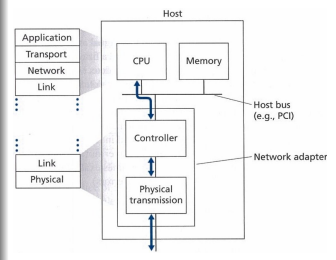 Host
Application
Transport
Network
Link
CPU
Memory
Host bus
(e.g., PCI)
Controller
Network adapter
Link
Physical
Physical
transmission